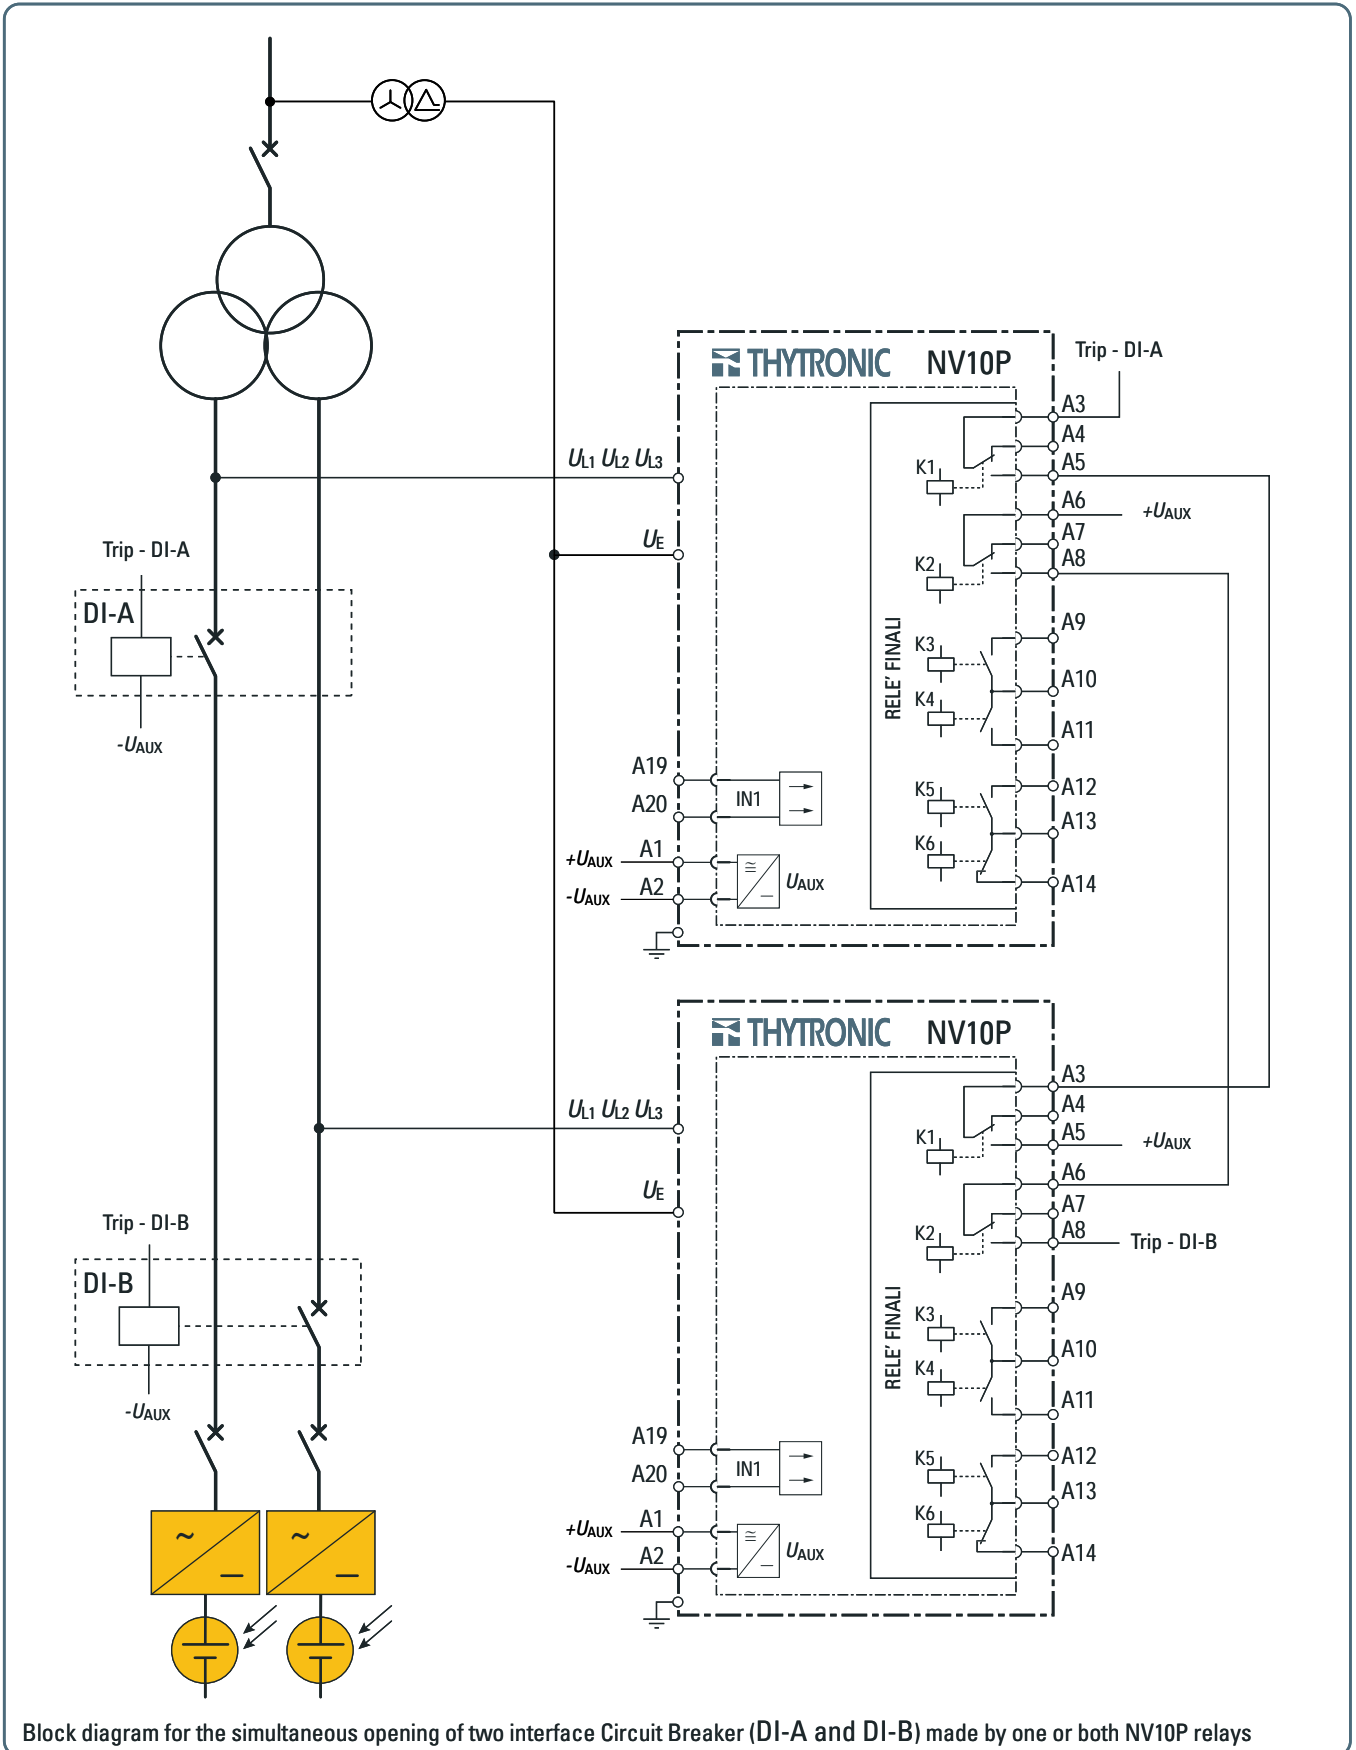 THYTRONIC NV10P
Trip - DI-A
A3
A4
A5
A6
+UAUX
A7
A8
A9
A10
A11
A12
A13
A14
K1
K2
K3
K4
K5
K6
RELE' FINALI
UL1 UL2 UL3
UE
A19
A20
IN1
+UAUX A1
-UAUX A2
UAUX
Trip - DI-A
DI-A
-UAUX
THYTRONIC NV10P
A3
A4
A5
+UAUX
A6
A7
A8
Trip - DI-B
A9
A10
A11
A12
A13
A14
K1
K2
K3
K4
K5
K6
RELE' FINALI
UL1 UL2 UL3
UE
A19
A20
IN1
+UAUX A1
-UAUX A2
UAUX
Trip - DI-B
DI-B
-UAUX
Block diagram for the simultaneous opening of two interface Circuit Breaker (DI-A and DI-B) made by one or both NV10P relays